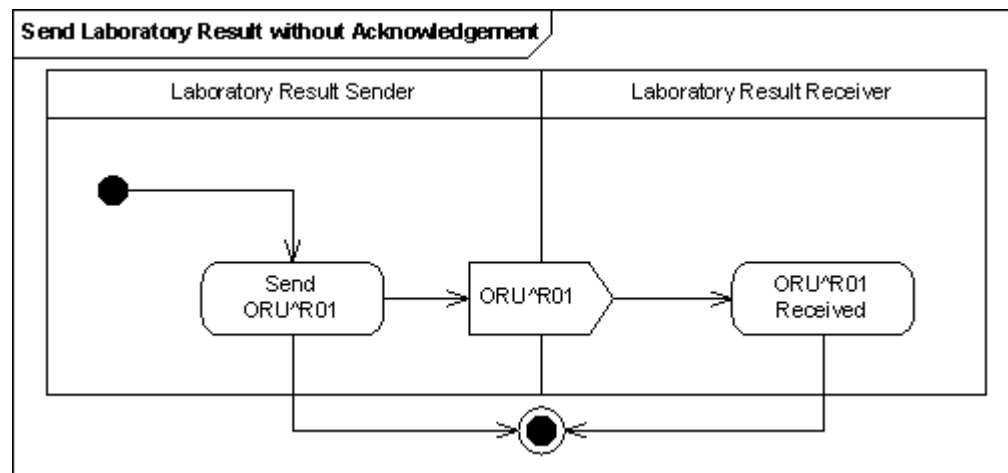 Send Laboratory Result without Acknowledgement
Laboratory Result Sender
Laboratory Result Receiver
Send
ORU^R01
ORU^R01
ORU^R01
Received